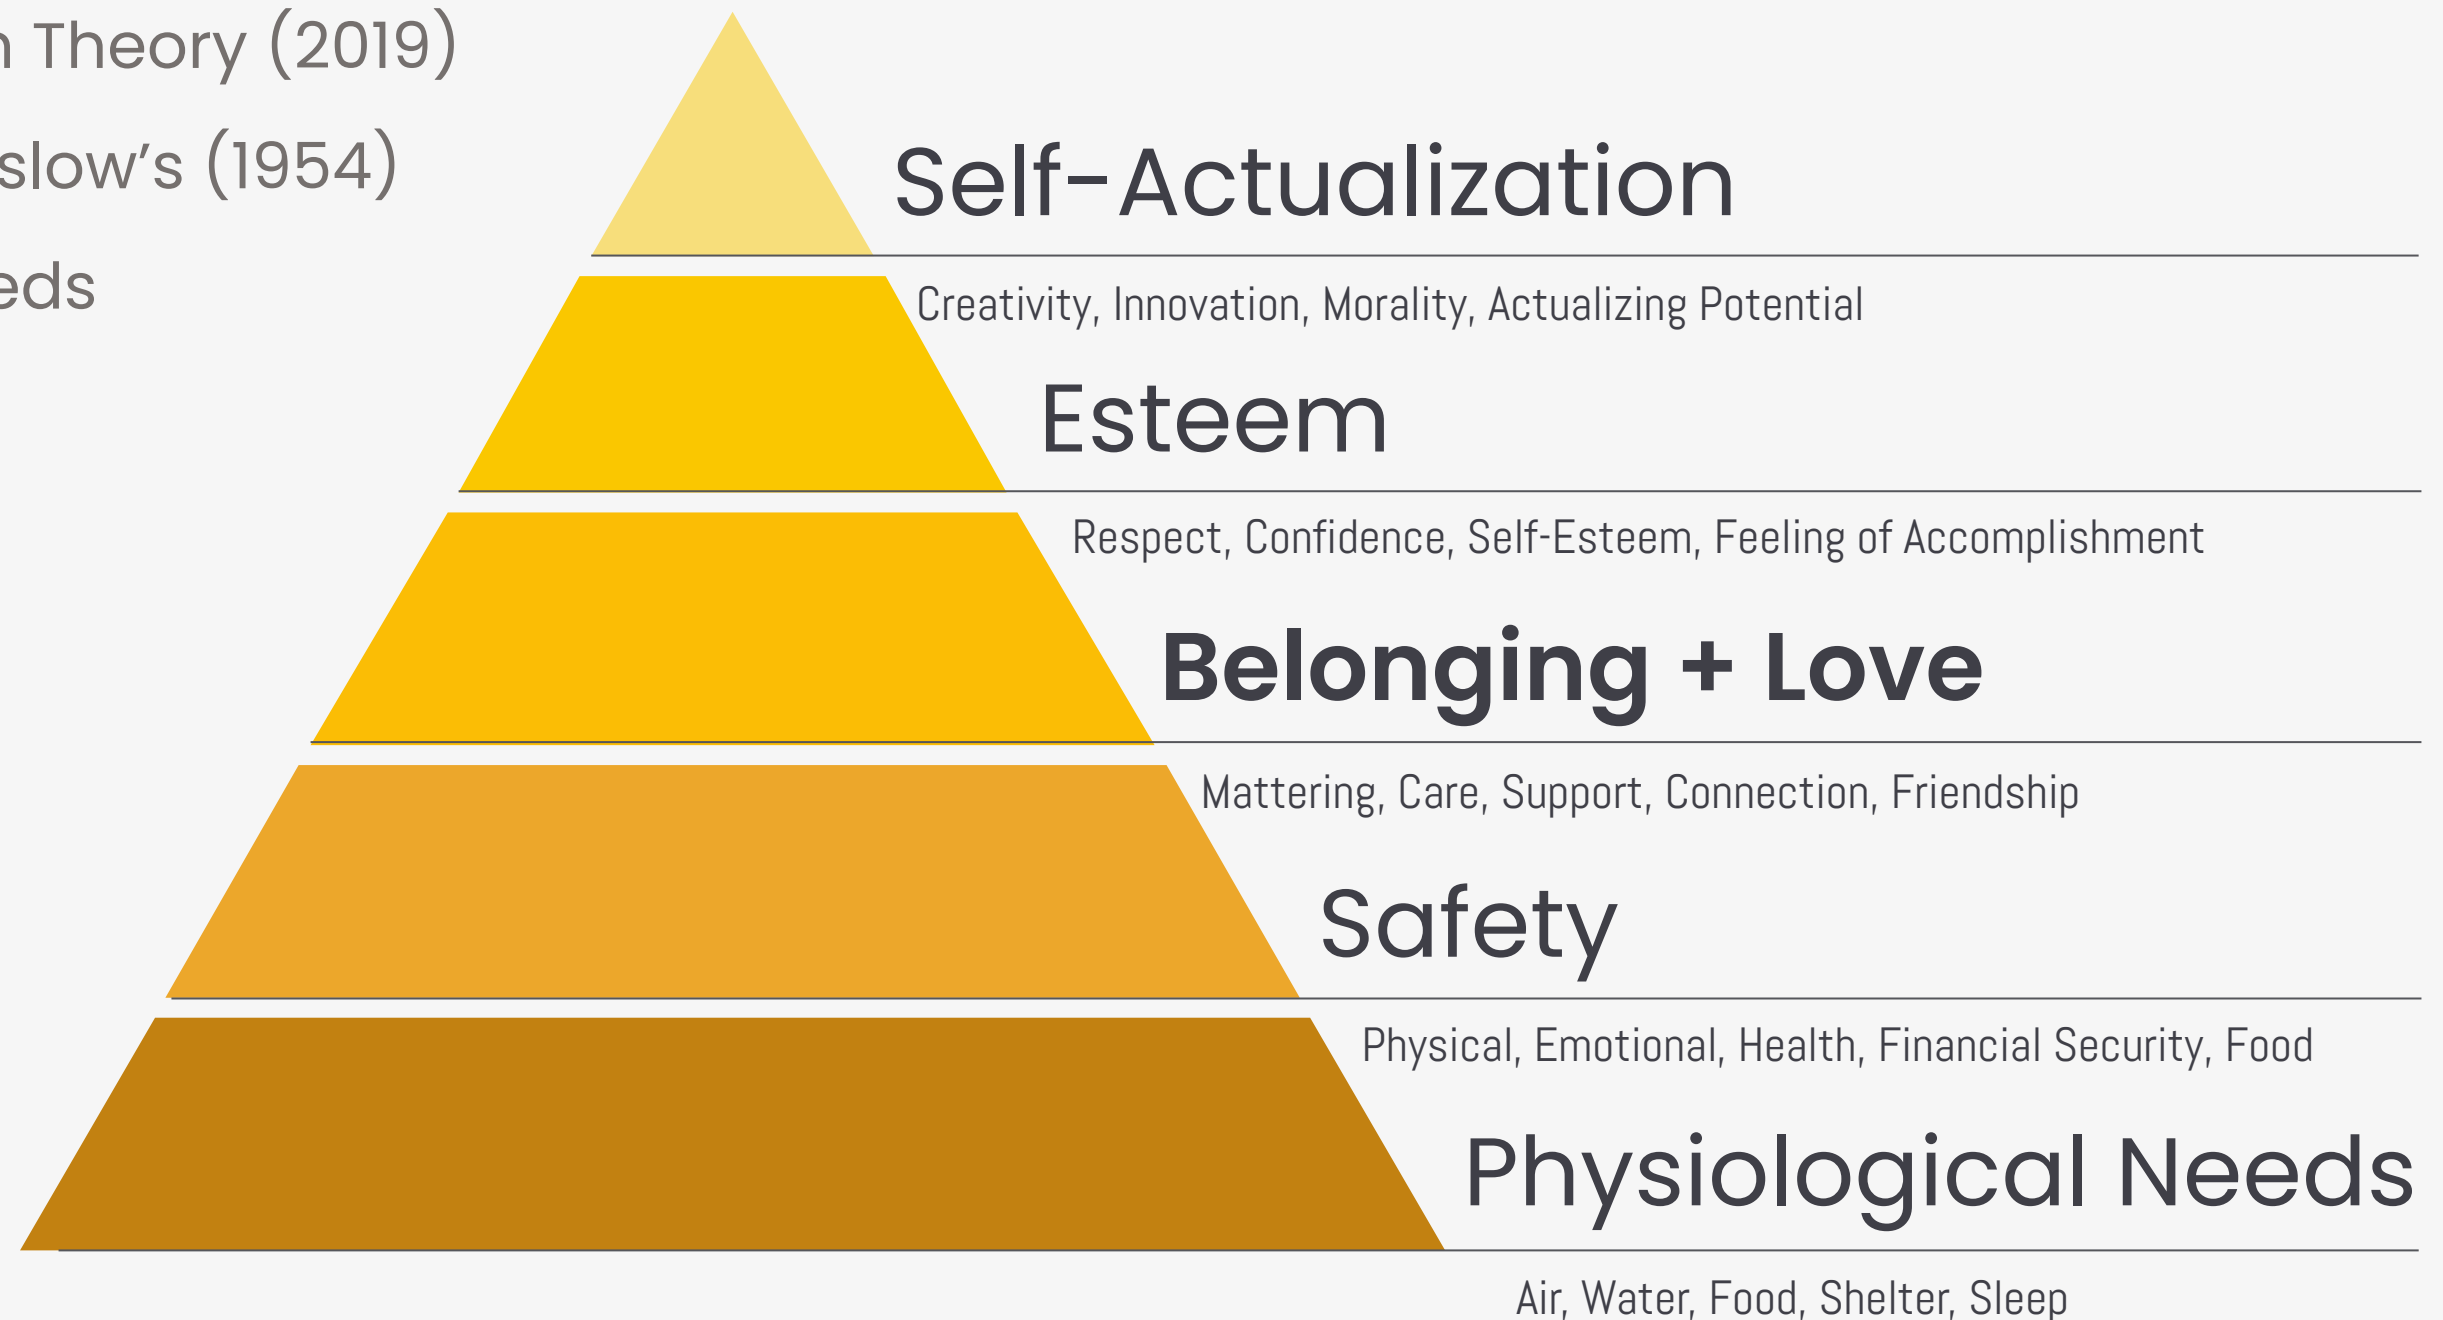 Theory (2019)
slow's (1954)
eds
Self-Actualization
Creativity, Innovation, Morality, Actualizing Potential
Esteem
Respect, Confidence, Self-Esteem, Feeling of Accomplishment
Belonging + Love
Mattering, Care, Support, Connection, Friendship
Safety
Physical, Emotional, Health, Financial Security, Food
Physiological Needs
Air, Water, Food, Shelter, Sleep